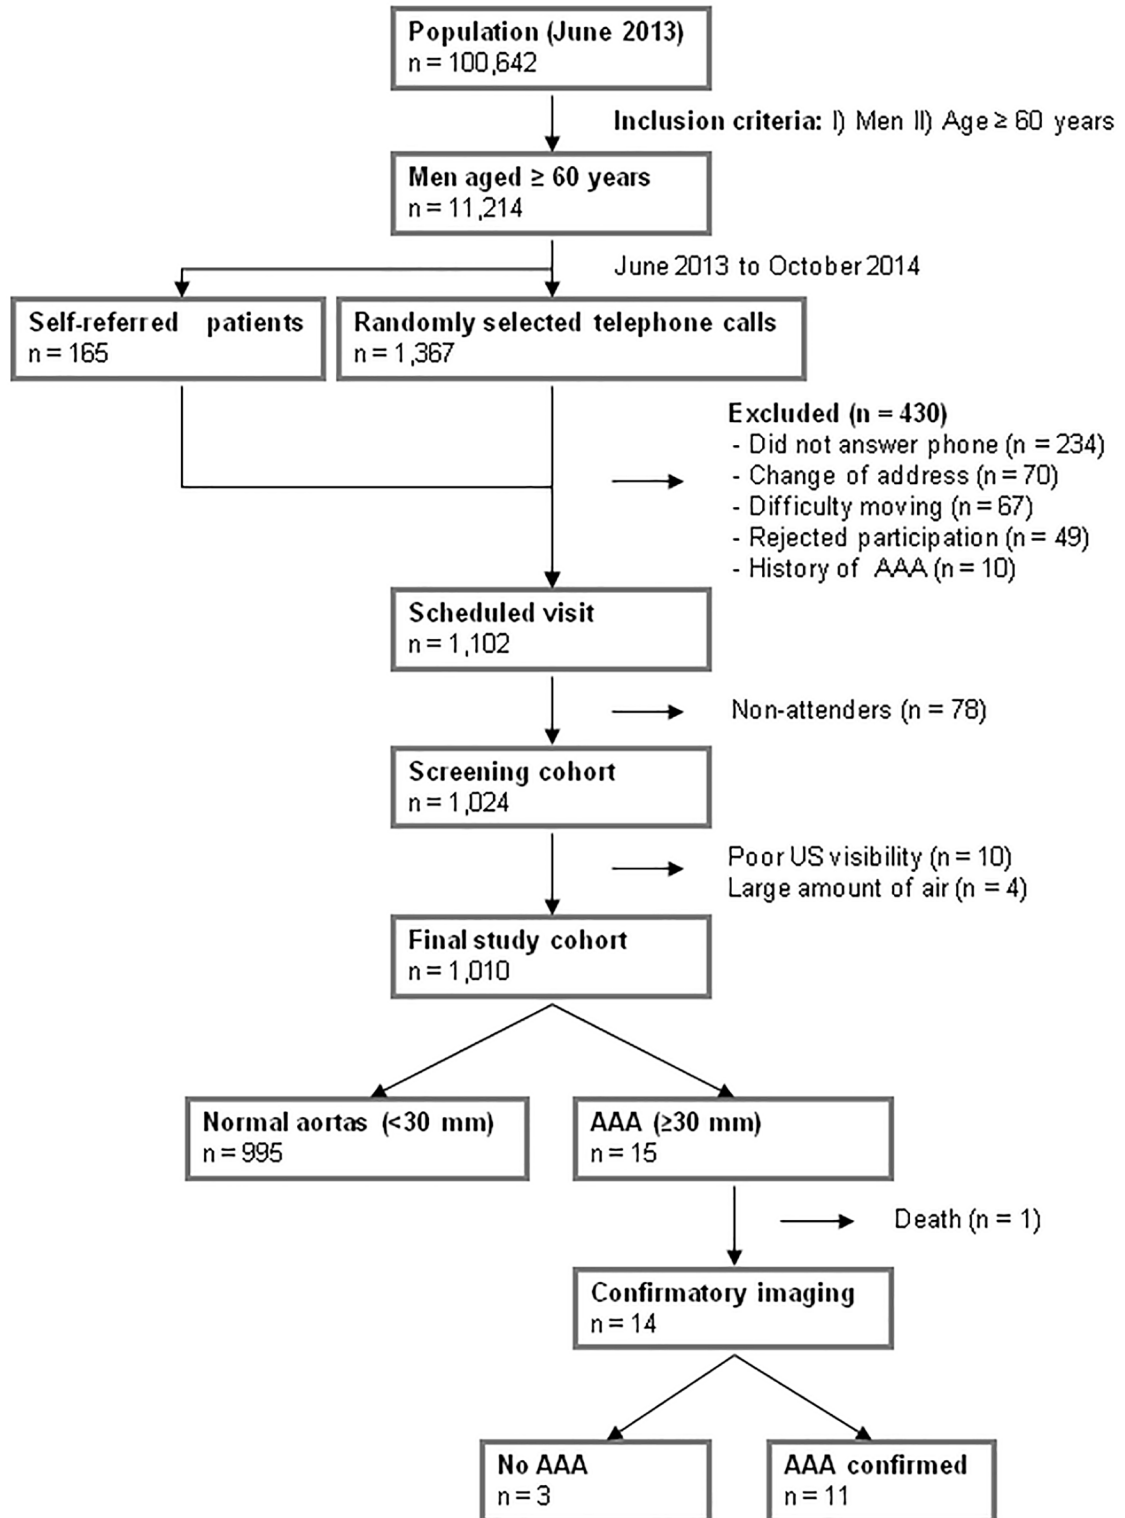 Population (June 2013)
n = 100,642
Inclusion criteria: I) Men II) Age ≥ 60 years
Men aged ≥ 60 years
n = 11,214
June 2013 to October 2014
Self-referred patients
n = 165
Randomly selected telephone calls
n = 1,367
Excluded (n = 430)
- Did not answer phone (n = 234)
- Change of address (n = 70)
- Difficulty moving (n = 67)
- Rejected participation (n = 49)
- History of AAA (n = 10)
Scheduled visit
n = 1,102
Non-attenders (n = 78)
Screening cohort
n = 1,024
Poor US visibility (n = 10)
Large amount of air (n = 4)
Final study cohort
n = 1,010
Normal aortas (<30 mm)
n = 995
AAA (≥30 mm)
n = 15
Death (n = 1)
Confirmatory imaging
n = 14
No AAA
n = 3
AAA confirmed
n = 11